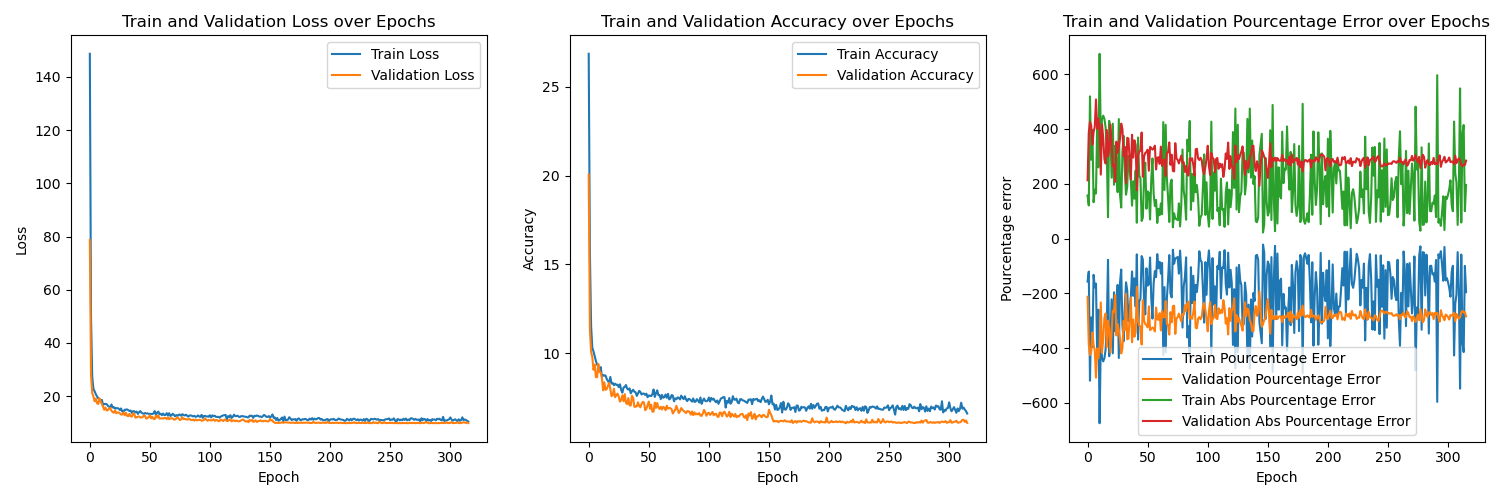 Train and Validation Loss over Epochs
Loss
140
120
100
80
60
40
20
0
50
100
150
200
250
300
Epoch
Train Loss
Validation Loss
Train and Validation Accuracy over Epochs
Accuracy
25
20
15
10
0
50
100
150
200
250
300
Epoch
Train Accuracy
Validation Accuracy
Train and Validation Pourcentage Error over Epochs
Pourcentage error
600
400
200
0
−200
−400
−600
0
50
100
150
200
250
300
Epoch
Train Pourcentage Error
Validation Pourcentage Error
Train Abs Pourcentage Error
Validation Abs Pourcentage Error